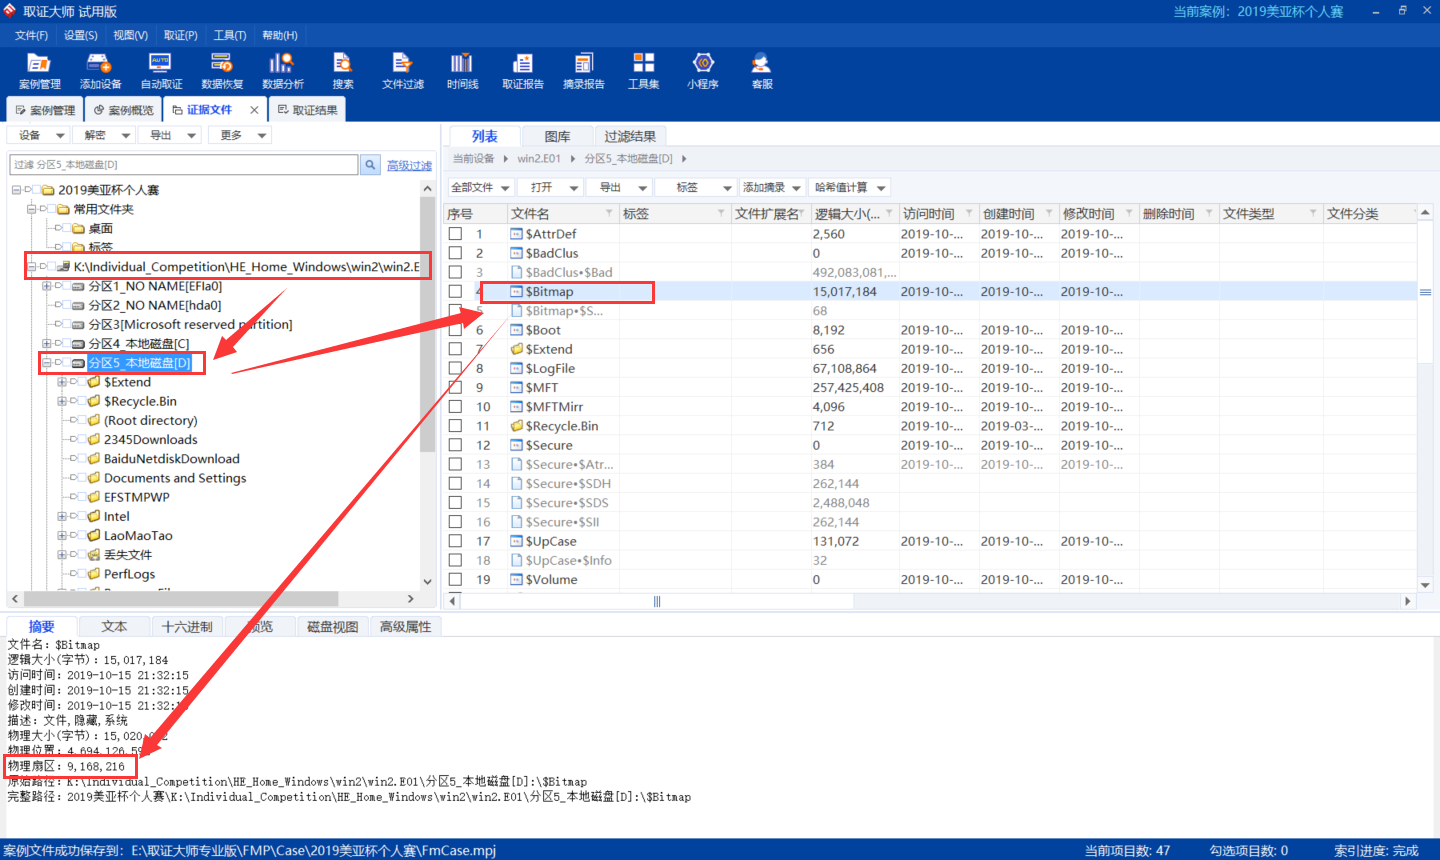 取证大师 试用版
当前案例：2019美亚杯个人赛
文件(F) 设置(S) 视图(V) 取证(P) 工具(T) 帮助(H)
案例管理 添加设备 自动取证 数据恢复 数据分析 搜索 文件过滤 时间线 取证报告 摘录报告 工具集 小程序 客服
案例管理 案例概览 证据文件 取证结果
设备 解密 导出 更多
过滤 分区5_本地磁盘[D] 高级过滤
2019美亚杯个人赛
常用文件夹
桌面
标签
K:\Individual_Competition\HE_Home_Windows\win2\win2.E
分区1_NO NAME[EFIa0]
分区2_NO NAME[hda0]
分区3[Microsoft reserved partition]
分区4_本地磁盘[C]
分区5_本地磁盘[D]
$Extend
$Recycle.Bin
(Root directory)
2345Downloads
BaiduNetdiskDownload
Documents and Settings
EFSTMPWP
Intel
LaoMaoTao
丢失文件
PerfLogs
列表 图库 过滤结果
当前设备 win2.E01 分区5_本地磁盘[D]
全部文件 打开 导出 标签 添加摘录 哈希值计算
序号 文件名 标签 文件扩展名 逻辑大小(... 访问时间 创建时间 修改时间 删除时间 文件类型 文件分类
1 $AttrDef 2,560 2019-10-... 2019-10-... 2019-10-...
2 $BadClus 0 2019-10-... 2019-10-... 2019-10-...
3 $BadClus•$Bad 492,083,081,...
4 $Bitmap 15,017,184 2019-10-... 2019-10-... 2019-10-...
5 $Bitmap•$S... 68
6 $Boot 8,192 2019-10-... 2019-10-... 2019-10-...
7 $Extend 656 2019-10-... 2019-10-... 2019-10-...
8 $LogFile 67,108,864 2019-10-... 2019-10-... 2019-10-...
9 $MFT 257,425,408 2019-10-... 2019-10-... 2019-10-...
10 $MFTMirr 4,096 2019-10-... 2019-10-... 2019-10-...
11 $Recycle.Bin 712 2019-10-... 2019-03-... 2019-10-...
12 $Secure 0 2019-10-... 2019-10-... 2019-10-...
13 $Secure•$Atr... 384 2019-10-... 2019-10-... 2019-10-...
14 $Secure•$SDH 262,144
15 $Secure•$SDS 2,488,048
16 $Secure•$SII 262,144
17 $UpCase 131,072 2019-10-... 2019-10-... 2019-10-...
18 $UpCase•$Info 32
19 $Volume 0 2019-10-... 2019-10-... 2019-10-...
摘要 文本 十六进制 预览 磁盘视图 高级属性
文件名：$Bitmap
逻辑大小(字节)：15,017,184
访问时间：2019-10-15 21:32:15
创建时间：2019-10-15 21:32:15
修改时间：2019-10-15 21:32:15
描述：文件,隐藏,系统
物理大小(字节)：
物理位置：
物理扇区：9,168,216
原始路径：K:\Individual_Competition\HE_Home_Windows\win2\win2.E01\分区5_本地磁盘[D]:\$Bitmap
完整路径：2019美亚杯个人赛\K:\Individual_Competition\HE_Home_Windows\win2\win2.E01\分区5_本地磁盘[D]:\$Bitmap
案例文件成功保存到：E:\取证大师专业版\FMP\Case\2019美亚杯个人赛\FmCase.mpj
当前项目数: 47 勾选项目数: 0 索引进度: 完成